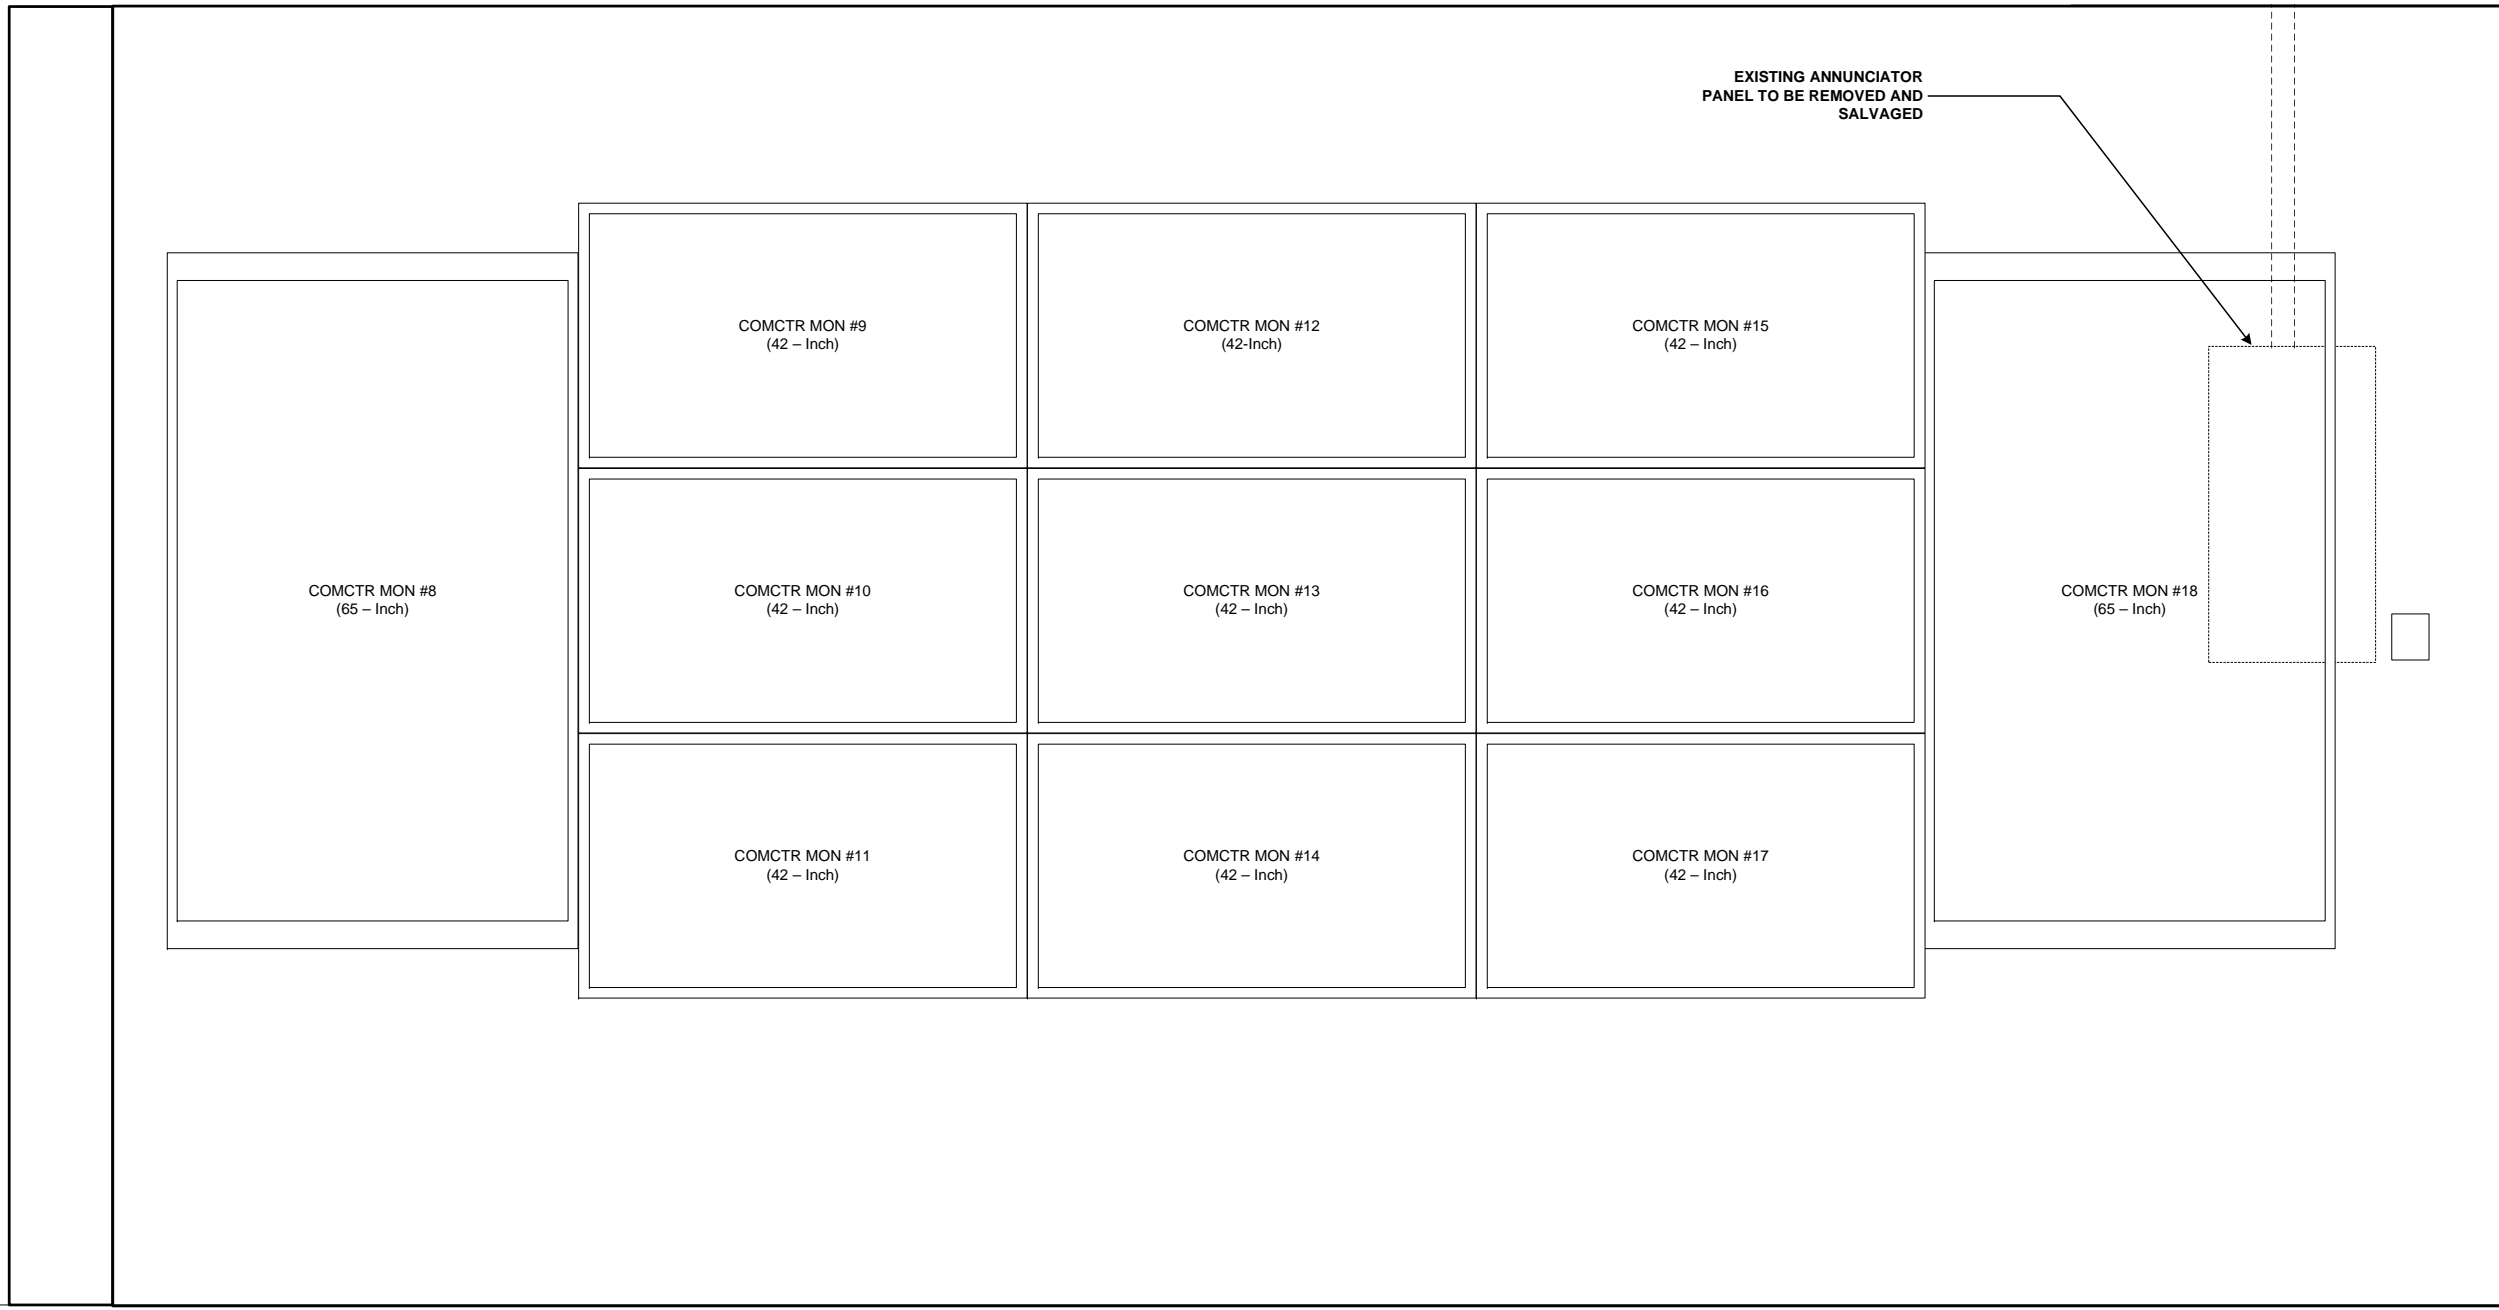 EXISTING ANNUNCIATOR
PANEL TO BE REMOVED AND
SALVAGED
COMCTR MON #9
(42 – Inch)
COMCTR MON #12
(42-Inch)
COMCTR MON #15
(42 – Inch)
COMCTR MON #8
(65 – Inch)
COMCTR MON #10
(42 – Inch)
COMCTR MON #13
(42 – Inch)
COMCTR MON #16
(42 – Inch)
COMCTR MON #18
(65 – Inch)
COMCTR MON #11
(42 – Inch)
COMCTR MON #14
(42 – Inch)
COMCTR MON #17
(42 – Inch)